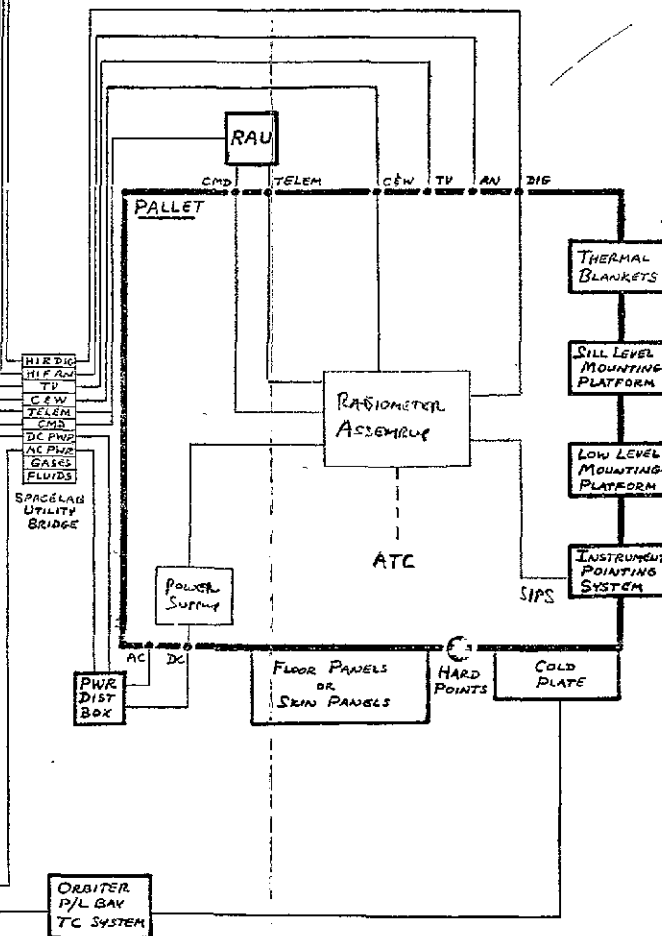 RAU
CMD TELEM C&W TV AN DIG
PALLET
THERMAL
BLANKETS
SILL LEVEL
MOUNTING
PLATFORM
LOW LEVEL
MOUNTING
PLATFORM
INSTRUMENT
POINTING
SYSTEM
SIPS
HIR DIG
HIF AN
TV
C&W
TELEM
CMD
DC PWR
AC PWR
GASES
FLUIDS
SPACELAB
UTILITY
BRIDGE
RADIOMETER
ASSEMBLY
ATC
POWER
SUPPLY
AC DC
PWR
DIST
BOX
FLOOR PANELS
OR
SKIN PANELS
HARD
POINTS
COLD
PLATE
ORBITER
P/L BAY
TC SYSTEM